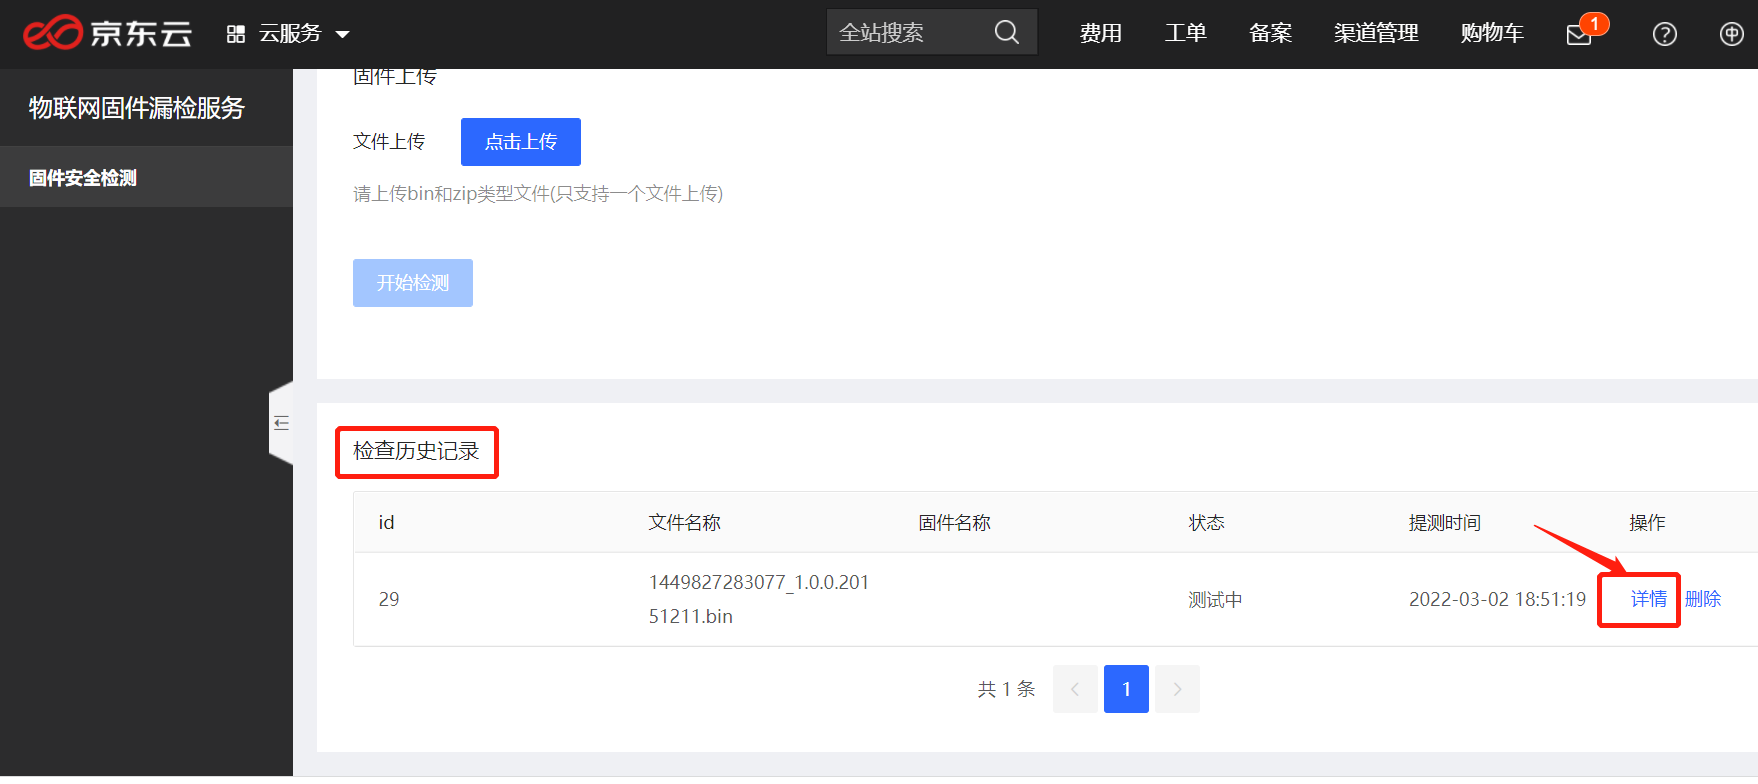 京东云
云服务
全站搜索
费用
工单
备案
渠道管理
购物车
1
物联网固件漏检服务
固件安全检测
固件上传
文件上传
点击上传
请上传bin和zip类型文件(只支持一个文件上传)
开始检测
检查历史记录
id
文件名称
固件名称
状态
提测时间
操作
29
1449827283077_1.0.0.201
51211.bin
测试中
2022-03-02 18:51:19
详情
删除
共 1 条
1